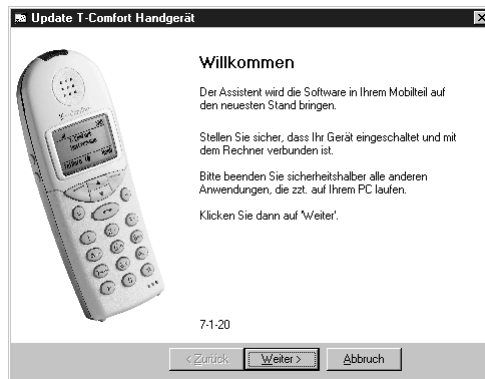 Update T-Comfort Handgerät
Willkommen
Der Assistent wird die Software in Ihrem Mobilteil auf
den neuesten Stand bringen.
Stellen Sie sicher, dass Ihr Gerät eingeschaltet und mit
dem Rechner verbunden ist.
Bitte beenden Sie sicherheitshalber alle anderen
Anwendungen, die zzt. auf Ihrem PC laufen.
Klicken Sie dann auf 'Weiter'.
7-1-20
< Zurück Weiter > Abbruch